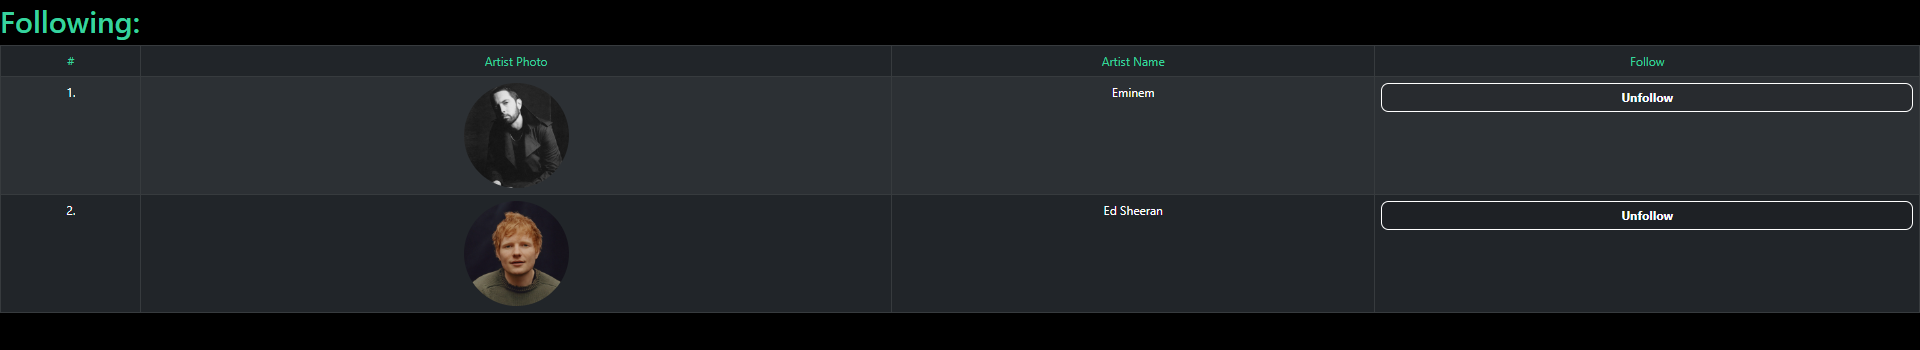 Following:
# Artist Photo Artist Name Follow
1. Eminem Unfollow
2. Ed Sheeran Unfollow